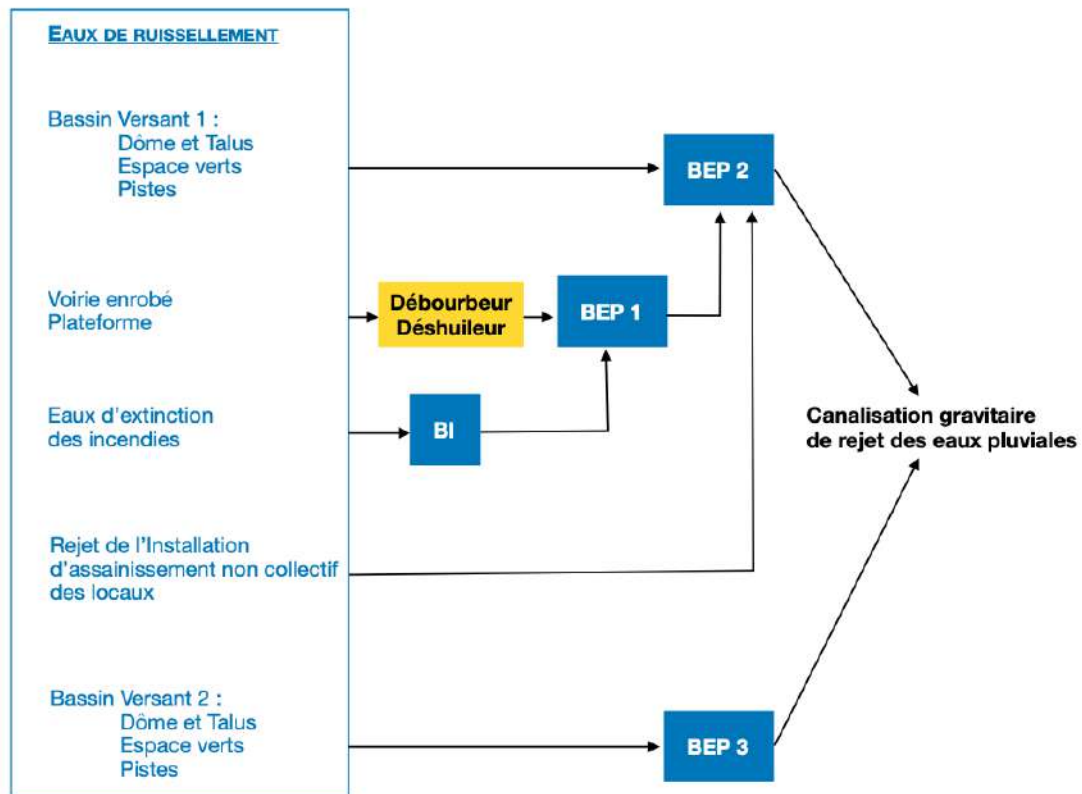 EAUX DE RUISSELLEMENT
Bassin Versant 1 :
Dôme et Talus
Espace verts
Pistes
BEP 2
Voirie enrobé
Plateforme
Débourbeur
Déshuileur
BEP 1
Eaux d'extinction
des incendies
BI
Canalisation gravitaire
de rejet des eaux pluviales
Rejet de l'Installation
d'assainissement non collectif
des locaux
Bassin Versant 2 :
Dôme et Talus
Espace verts
Pistes
BEP 3